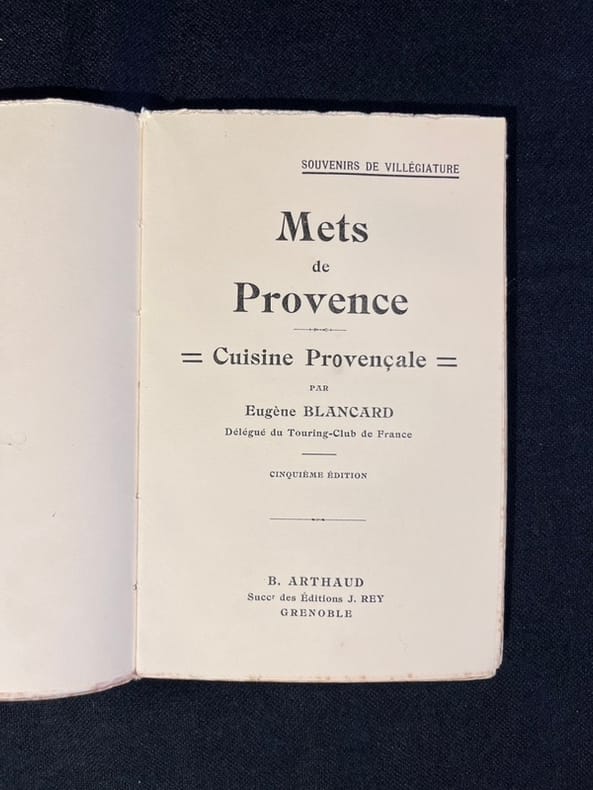 SOUVENIRS DE VILLÉGIATURE
Mets
de
Provence
= Cuisine Provençale =
PAR
Eugène BLANCARD
Délégué du Touring-Club de France
CINQUIÈME ÉDITION
B. ARTHAUD
Succʳ des Éditions J. REY
GRENOBLE